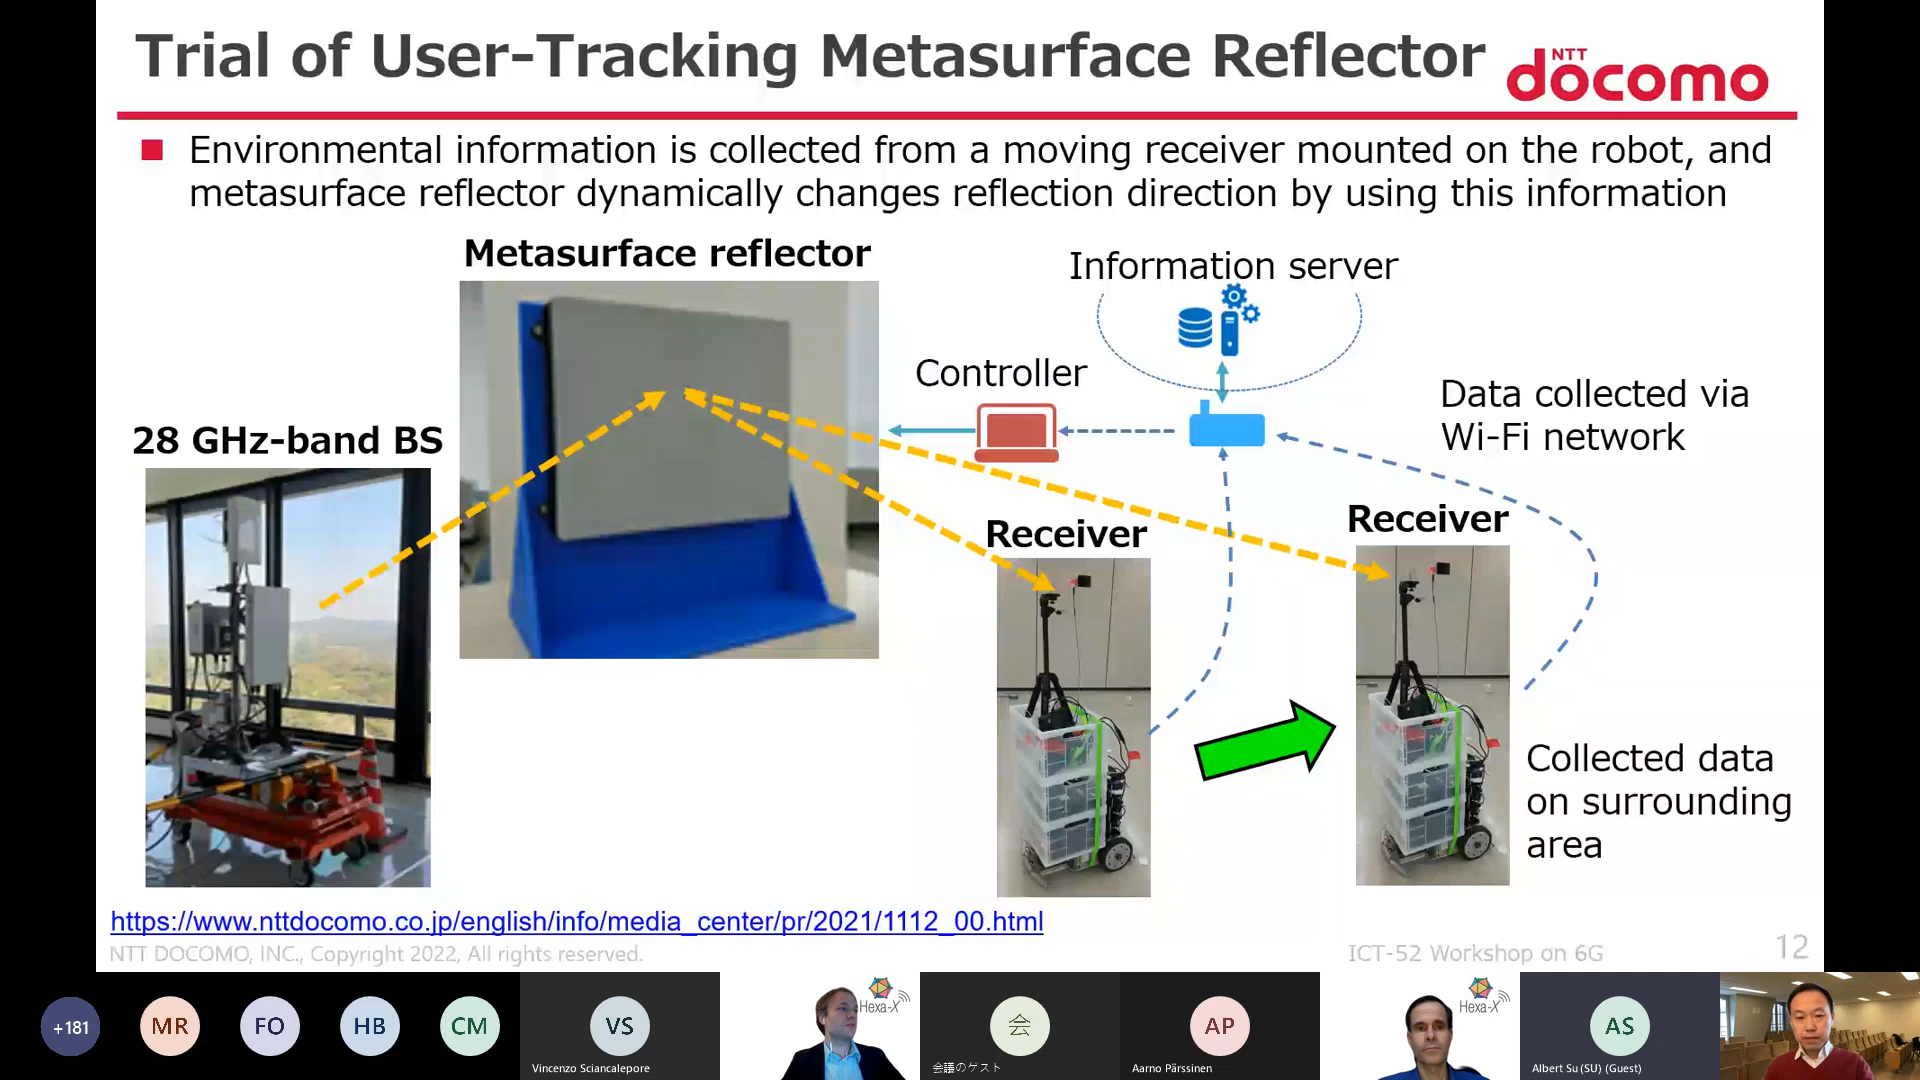 Trial of User-Tracking Metasurface Reflector
NTT
docomo
Environmental information is collected from a moving receiver mounted on the robot, and
metasurface reflector dynamically changes reflection direction by using this information
Metasurface reflector
Information server
Controller
Data collected via
Wi-Fi network
28 GHz-band BS
Receiver
Receiver
Collected data
on surrounding
area
https://www.nttdocomo.co.jp/english/info/media_center/pr/2021/1112_00.html
NTT DOCOMO, INC., Copyright 2022, All rights reserved.
ICT-52 Workshop on 6G
12
+181
MR
FO
HB
CM
VS
Vincenzo Sciancalepore
Hexa-X
会
会議のゲスト
AP
Aarno Pärssinen
Hexa-X
AS
Albert Su (SU) (Guest)